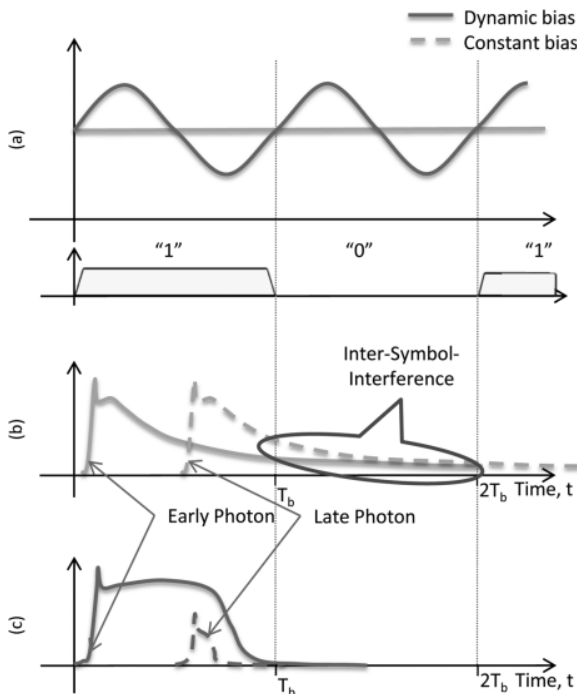 Dynamic bias
Constant bias
(a)
"1" "0" "1"
Inter-Symbol-
Interference
(b)
T_b 2T_b Time, t
Early Photon Late Photon
(c)
T_b 2T_b Time, t